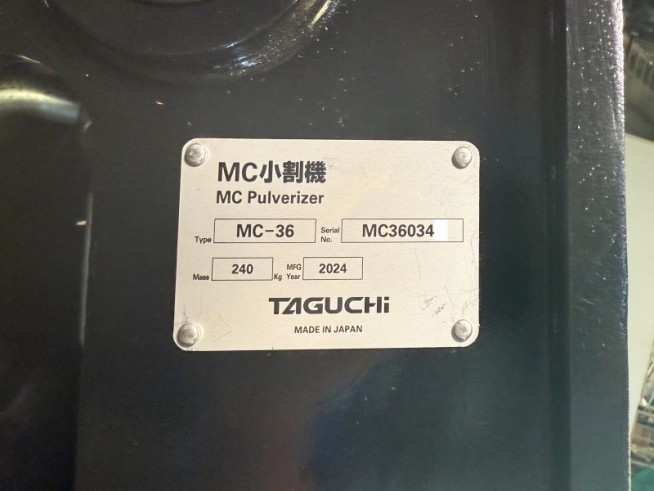 MC小割機
MC Pulverizer
Type MC-36 Serial No. MC36034
Mass 240 Kg MFG Year 2024
TAGUCHi
MADE IN JAPAN